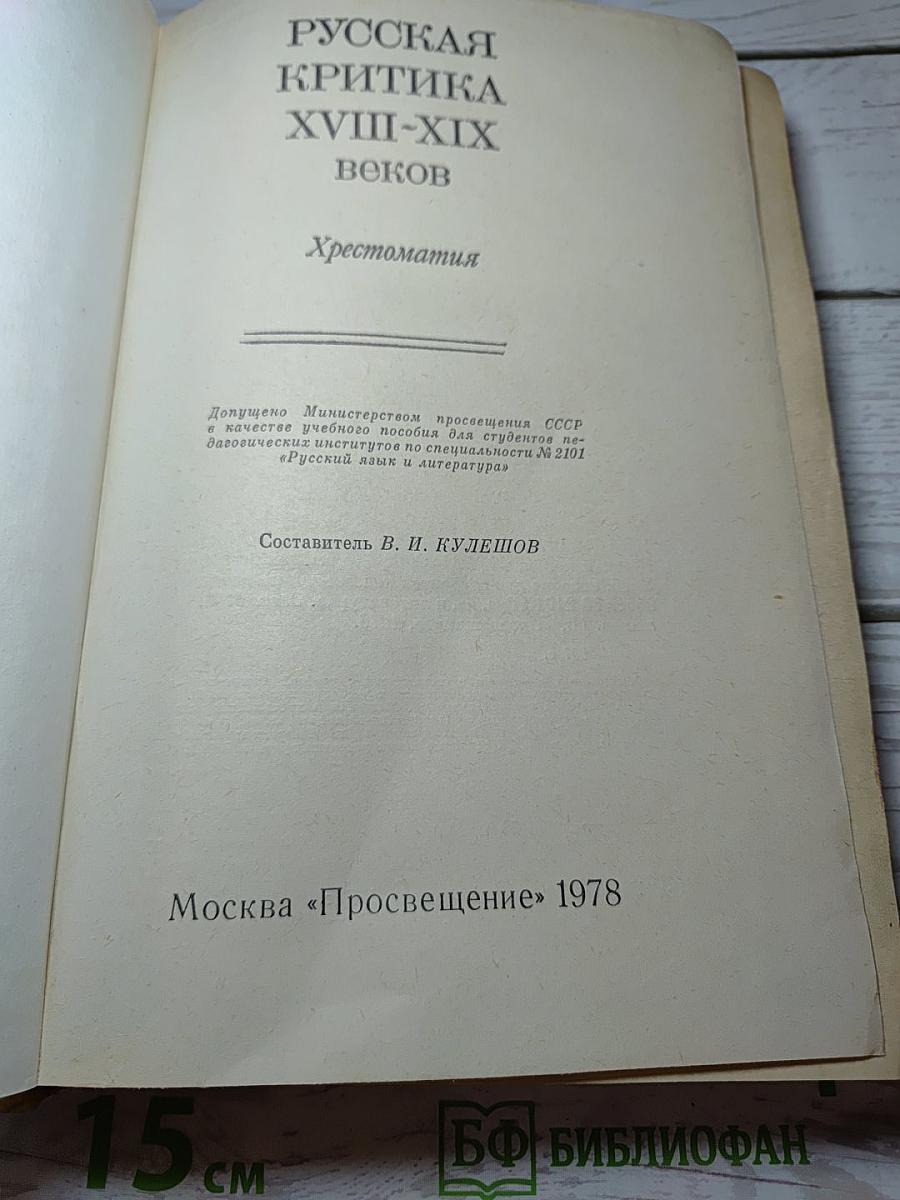 РУССКАЯ
КРИТИКА
XVIII-XIX
ВЕКОВ
Хрестоматия
Допущено Министерством просвещения СССР
в качестве учебного пособия для студентов пе-
дагогических институтов по специальности № 2101
«Русский язык и литература»
Составитель В. И. КУЛЕШОВ
Москва «Просвещение» 1978
15 см
БФ БИБЛИОФАН